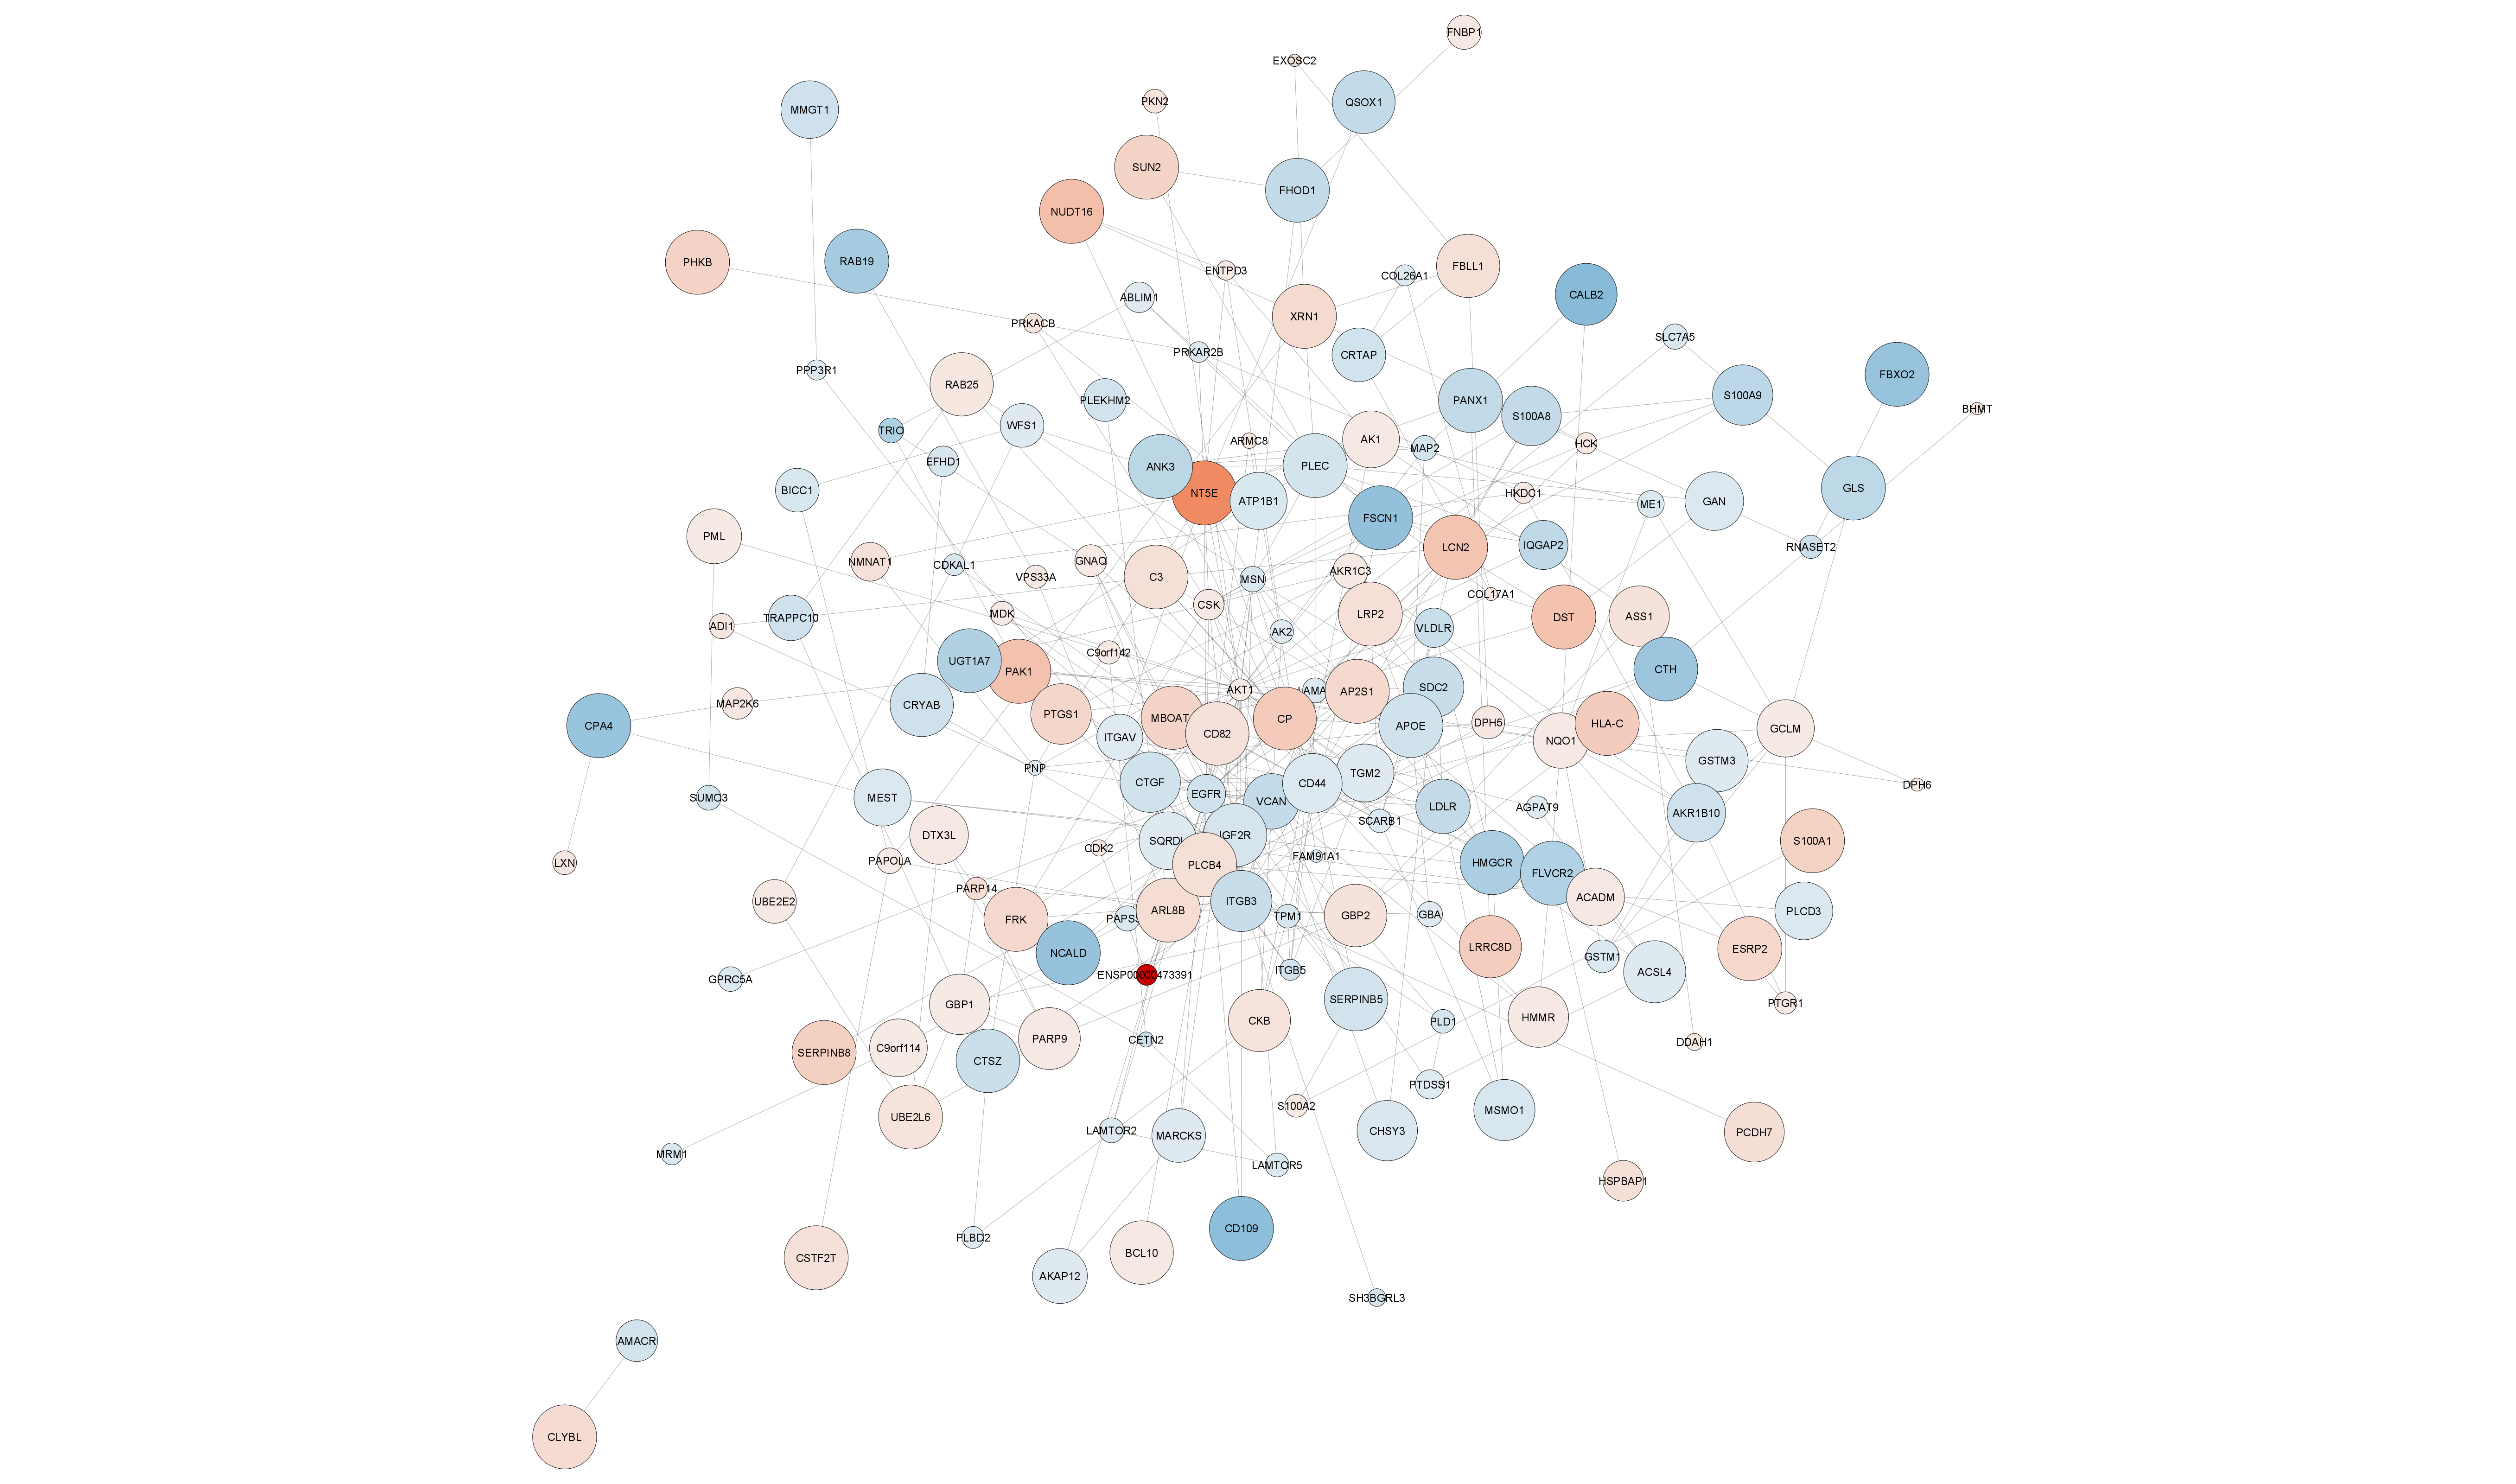 FNBP1
EXOSC2
PKN2
QSOX1
MMGT1
SUN2
FHOD1
NUDT16
PHKB
RAB19
FBLL1
ENTPD3
COL26A1
CALB2
ABLIM1
XRN1
PRKACB
SLC7A5
PRKAR2B
CRTAP
PPP3R1
FBXO2
RAB25
S100A9
PLEKHM2
PANX1
BHMT
S100A8
WFS1
TRIO
ARMC8
AK1
HCK
MAP2
EFHD1
ANK3
PLEC
GLS
BICC1
NT5E
HKDC1
ATP1B1
GAN
ME1
FSCN1
PML
IQGAP2
LCN2
RNASET2
NMNAT1
GNAQ
CDKAL1
AKR1C3
VPS33A
C3
MSN
COL17A1
CSK
MDK
LRP2
DST
ASS1
TRAPPC10
ADI1
VLDLR
AK2
C9orf142
UGT1A7
CTH
PAK1
SDC2
AKT1
LAMA
AP2S1
MAP2K6
CRYAB
PTGS1
MBOAT
CP
DPH5
HLA-C
CPA4
APOE
GCLM
CD82
ITGAV
NQO1
GSTM3
PNP
TGM2
CTGF
CD44
DPH6
EGFR
SUMO3
MEST
VCAN
LDLR
AGPAT9
AKR1B10
SCARB1
IGF2R
DTX3L
SQRDL
S100A1
CDK2
FAM91A1
PAPOLA
LXN
PLCB4
HMGCR
FLVCR2
PARP14
ACADM
UBE2E2
ITGB3
ARL8B
PLCD3
GBP2
GBA
TPM1
FRK
PAPSS
LRRC8D
ESRP2
NCALD
GSTM1
ITGB5
ACSL4
ENSP00000473391
GPRC5A
SERPINB5
PTGR1
GBP1
HMMR
CKB
PLD1
PARP9
CETN2
DDAH1
C9orf114
SERPINB8
CTSZ
PTDSS1
S100A2
MSMO1
UBE2L6
LAMTOR2
CHSY3
PCDH7
MARCKS
MRM1
LAMTOR5
HSPBAP1
CD109
PLBD2
BCL10
CSTF2T
AKAP12
SH3BGRL3
AMACR
CLYBL